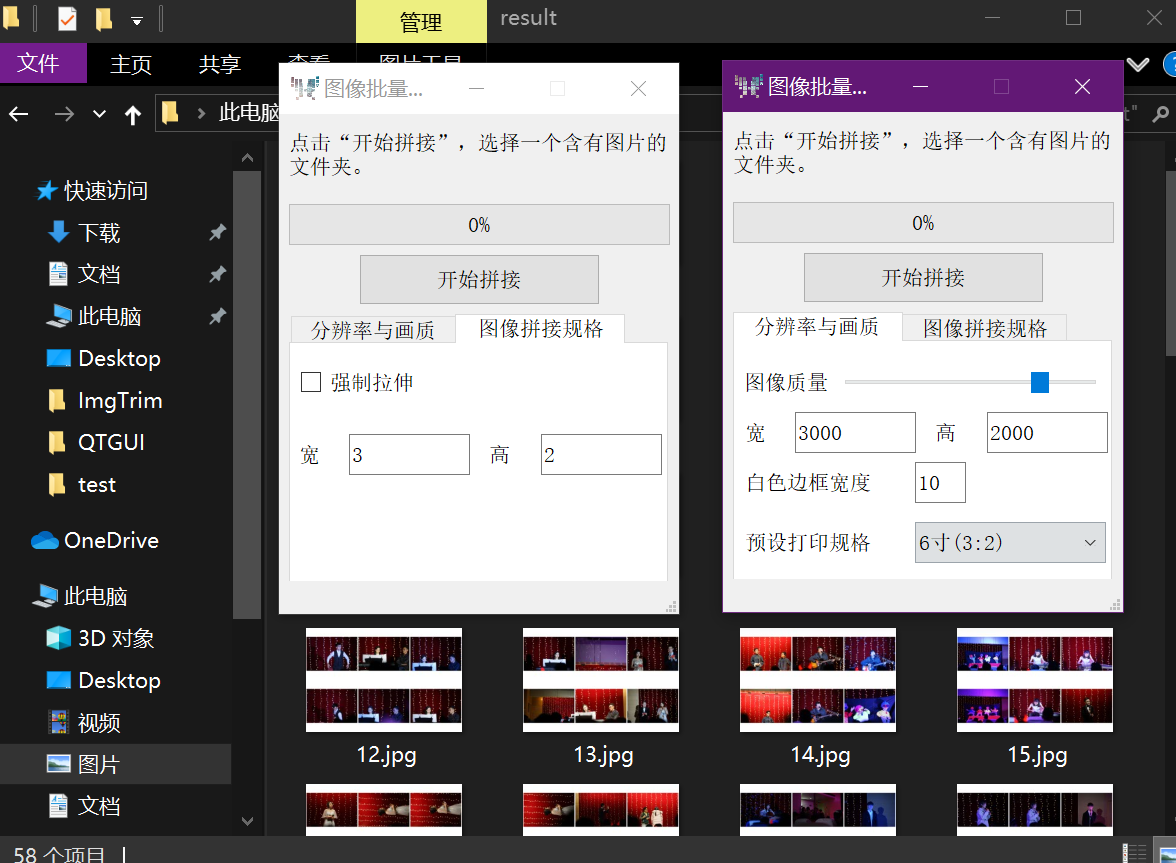 管理
result
文件
主页
共享
查看
图片工具
此电脑
快速访问
下载
文档
此电脑
Desktop
ImgTrim
QTGUI
test
OneDrive
此电脑
3D 对象
Desktop
视频
图片
文档
58 个项目
图像批量...
点击“开始拼接”，选择一个含有图片的
文件夹。
0%
开始拼接
分辨率与画质 图像拼接规格
强制拉伸
宽 3 高 2
图像批量...
点击“开始拼接”，选择一个含有图片的
文件夹。
0%
开始拼接
分辨率与画质 图像拼接规格
图像质量
宽 3000 高 2000
白色边框宽度 10
预设打印规格 6寸(3:2)
12.jpg
13.jpg
14.jpg
15.jpg